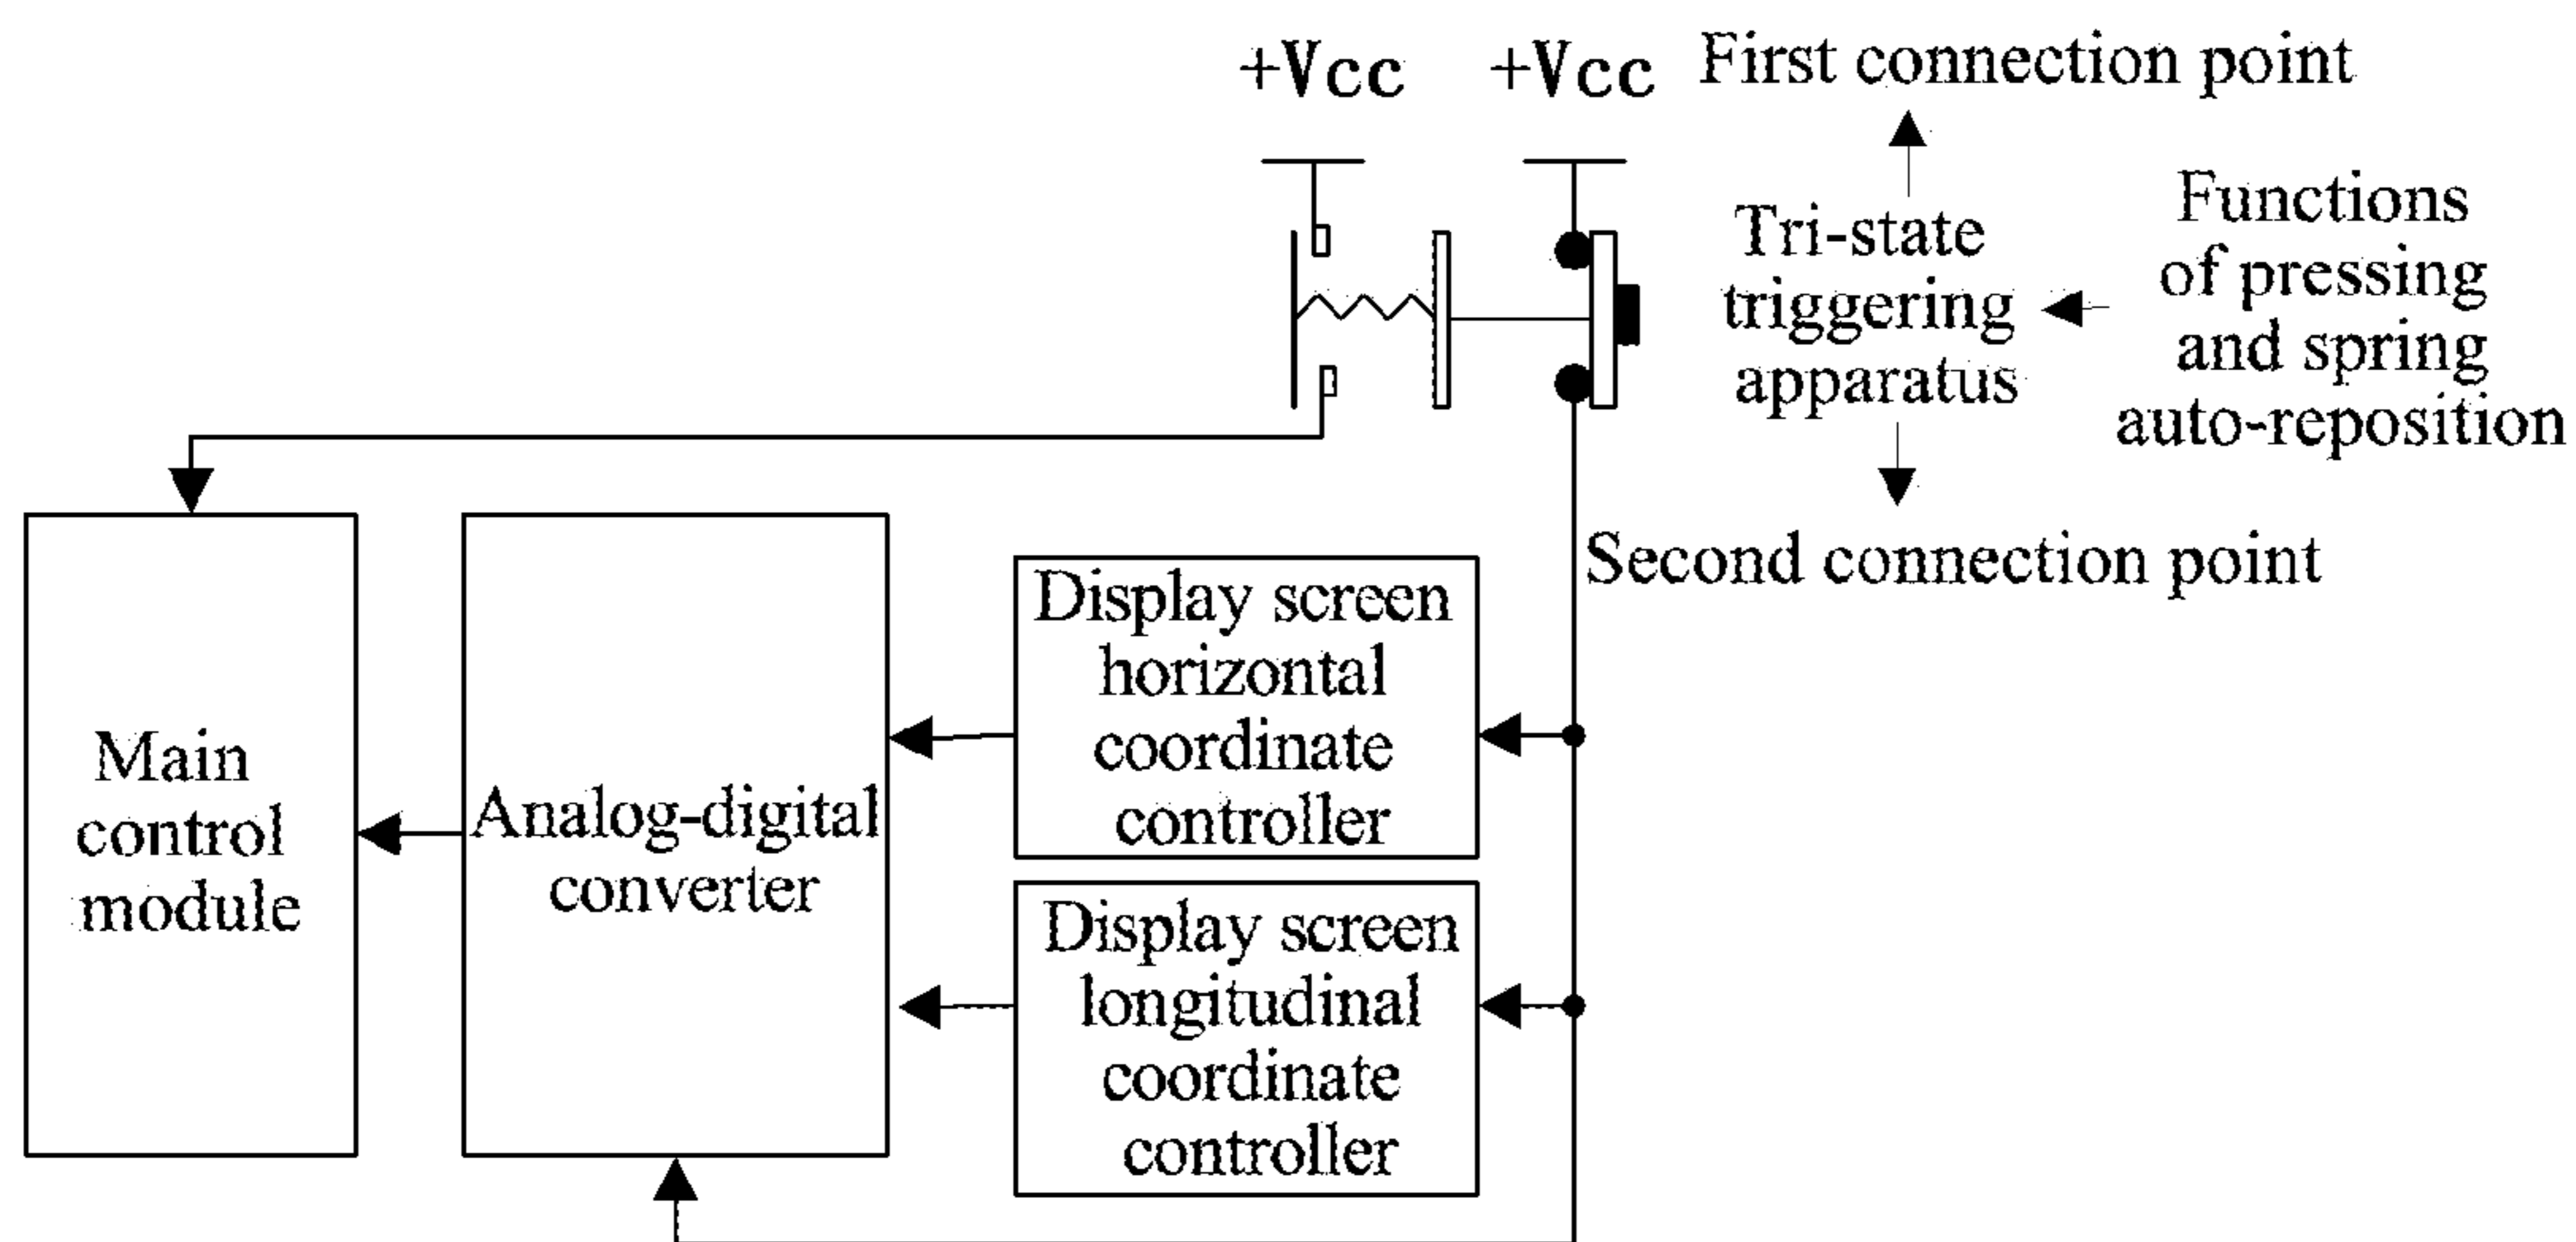 +Vcc
+Vcc
First connection point
Tri-state
triggering
apparatus
Functions
of pressing
and spring
auto-reposition
Second connection point
Main
control
module
Analog-digital
converter
Display screen
horizontal
coordinate
controller
Display screen
longitudinal
coordinate
controller